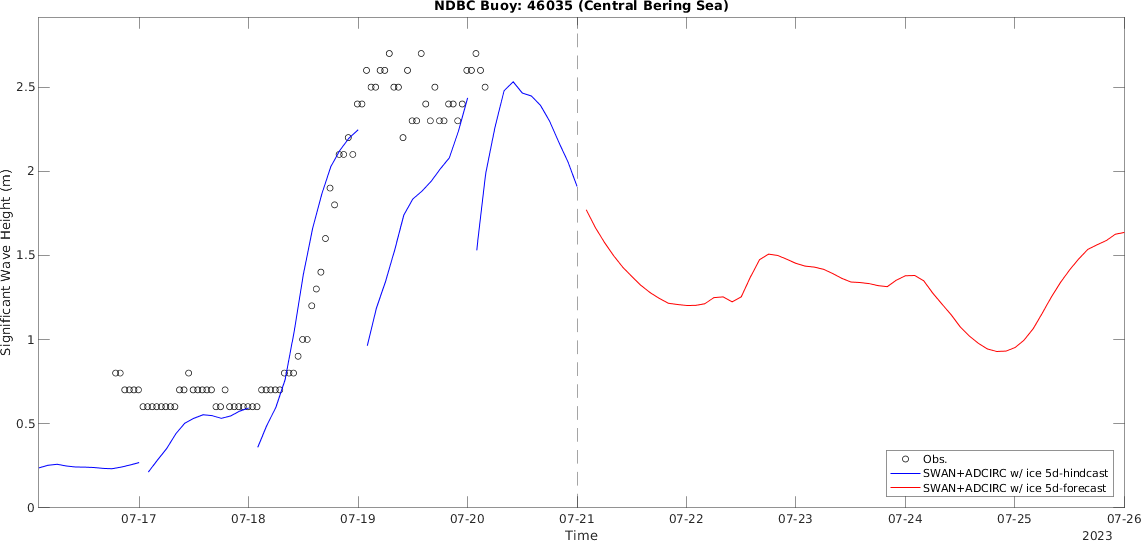 NDBC Buoy: 46035 (Central Bering Sea)
Significant Wave Height (m)
2.5
2
1.5
1
0.5
0
07-17 07-18 07-19 07-20 07-21 07-22 07-23 07-24 07-25 07-26
Time
2023
Obs.
SWAN+ADCIRC w/ ice 5d-hindcast
SWAN+ADCIRC w/ ice 5d-forecast